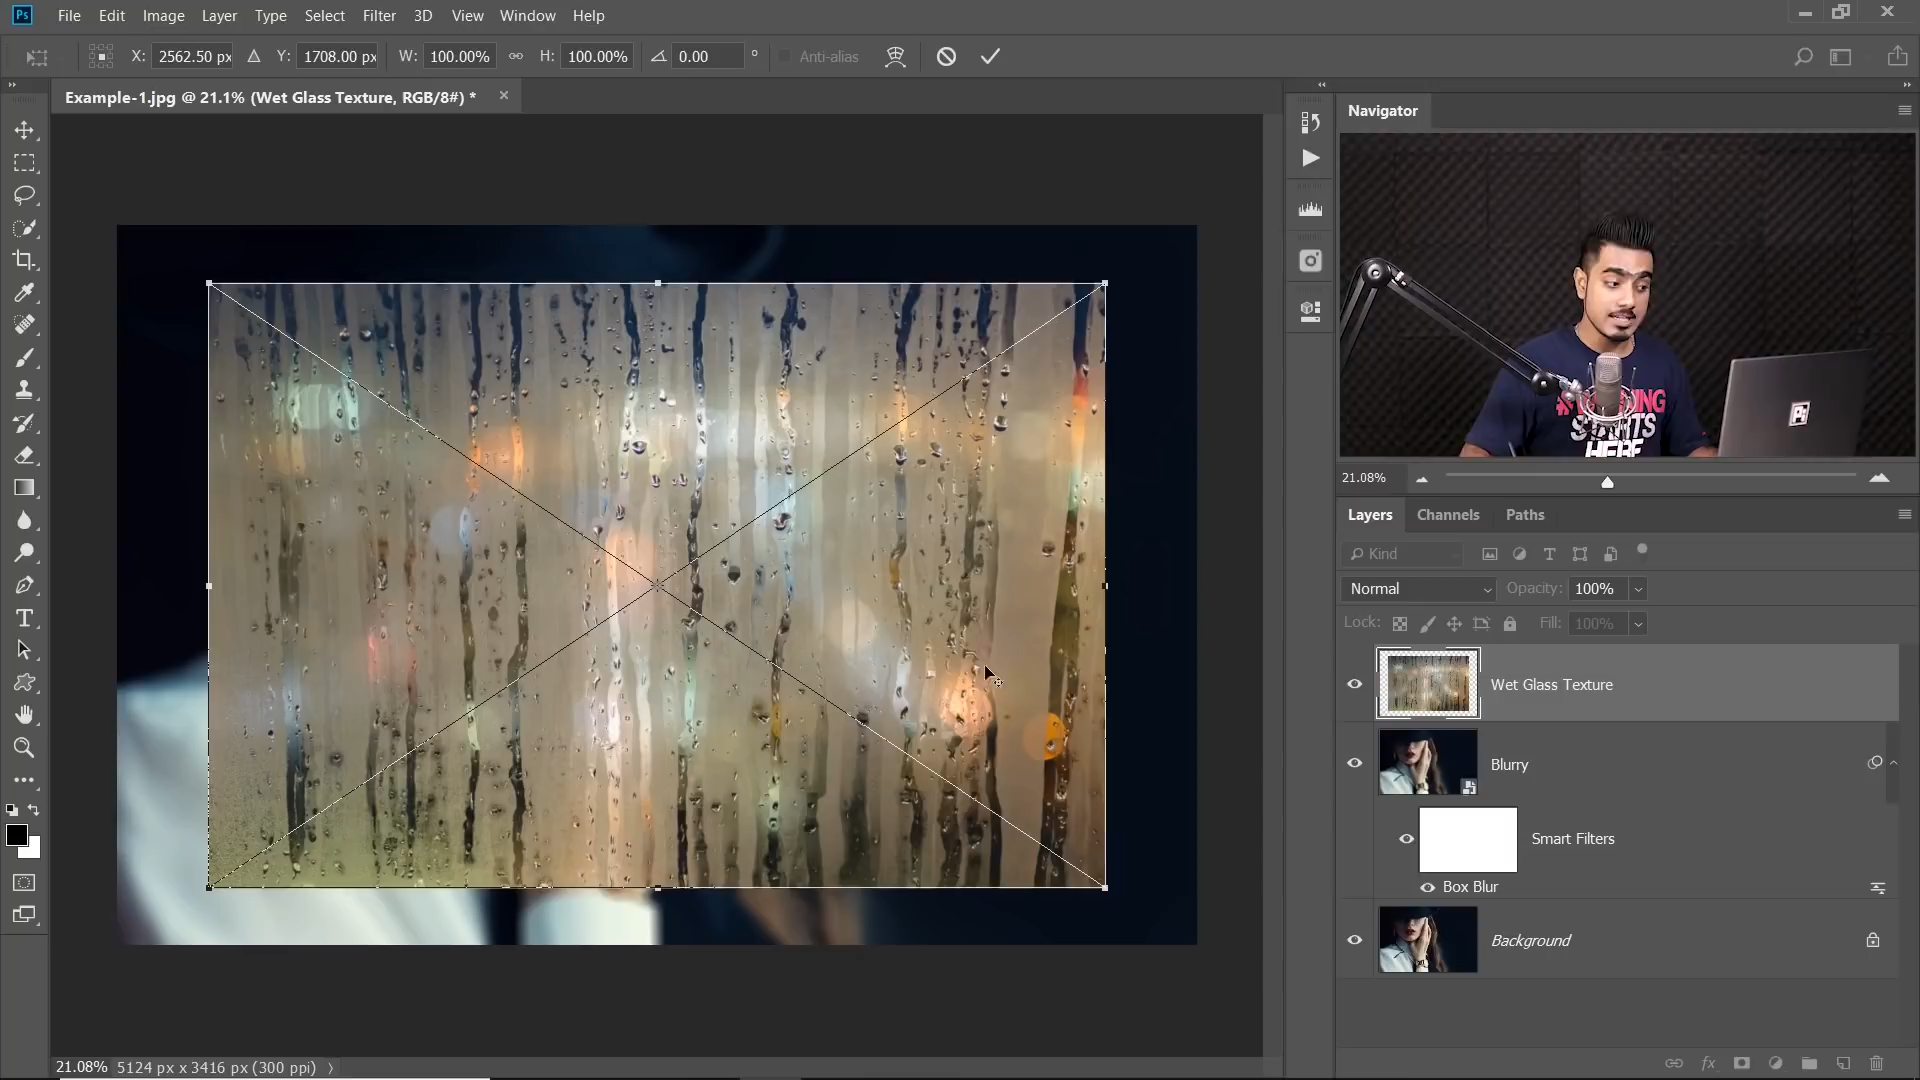 Ps File Edit Image Layer Type Select Filter 3D View Window Help
X: 2562.50 px Y: 1708.00 px W: 100.00% H: 100.00% 0.00 ° Anti-alias
Example-1.jpg @ 21.1% (Wet Glass Texture, RGB/8#) *
Navigator
STARTS
HERE
21.08%
Layers Channels Paths
Kind
Normal Opacity: 100%
Lock: Fill: 100%
Wet Glass Texture
Blurry
Smart Filters
Box Blur
Background
21.08% 5124 px x 3416 px (300 ppi)